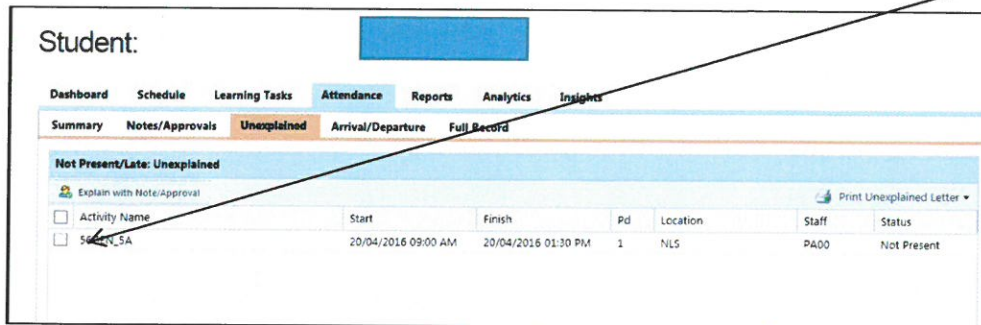 Student:
Dashboard Schedule Learning Tasks Attendance Reports Analytics Insights
Summary Notes/Approvals Unexplained Arrival/Departure Full Record
Not Present/Late: Unexplained
Explain with Note/Approval Print Unexplained Letter
Activity Name Start Finish Pd Location Staff Status
20/04/2016 09:00 AM 20/04/2016 01:30 PM 1 NLS PA00 Not Present